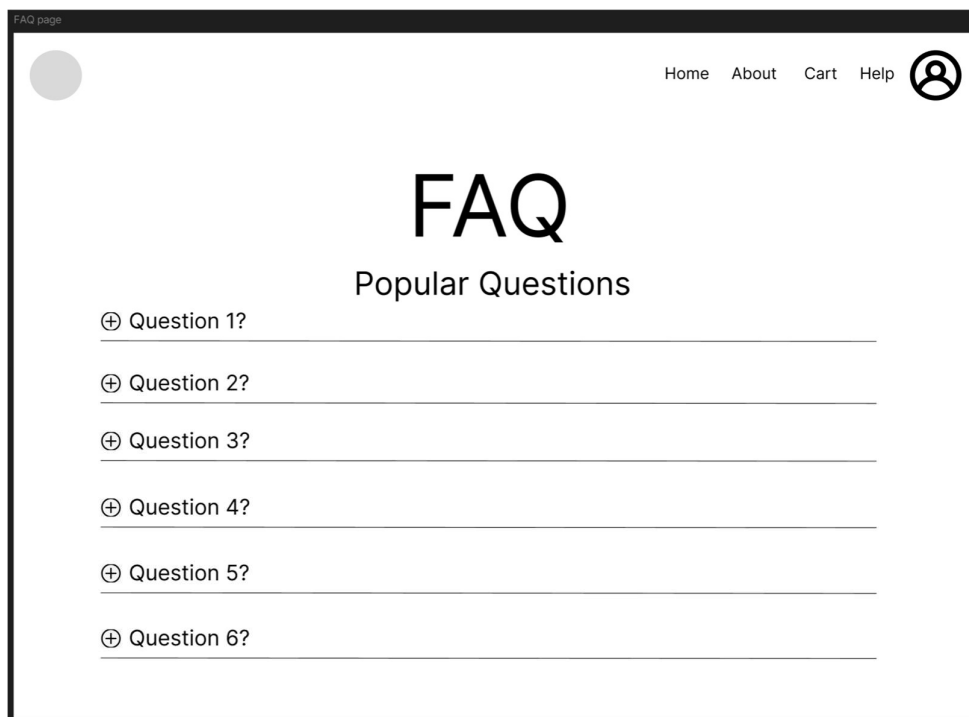 FAQ page
Home About Cart Help
FAQ
Popular Questions
Question 1?
Question 2?
Question 3?
Question 4?
Question 5?
Question 6?